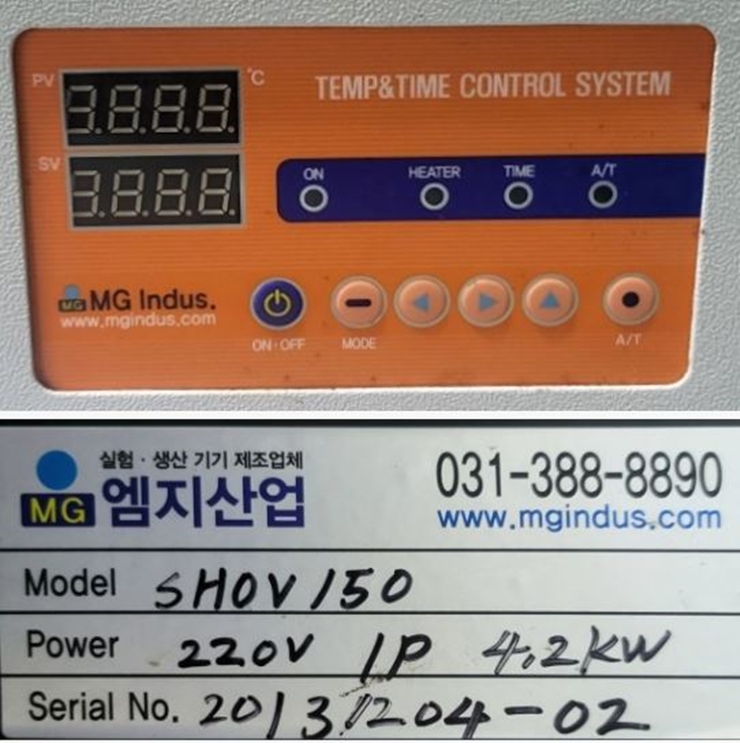 PV
°C
TEMP&TIME CONTROL SYSTEM
SV
ON HEATER TIME A/T
MG MG Indus.
www.mgindus.com
ON·OFF MODE A/T
실험 · 생산 기기 제조업체
MG 엠지산업
031-388-8890
www.mgindus.com
Model SHOV150
Power 220V 1P 4.2KW
Serial No. 20131204-02